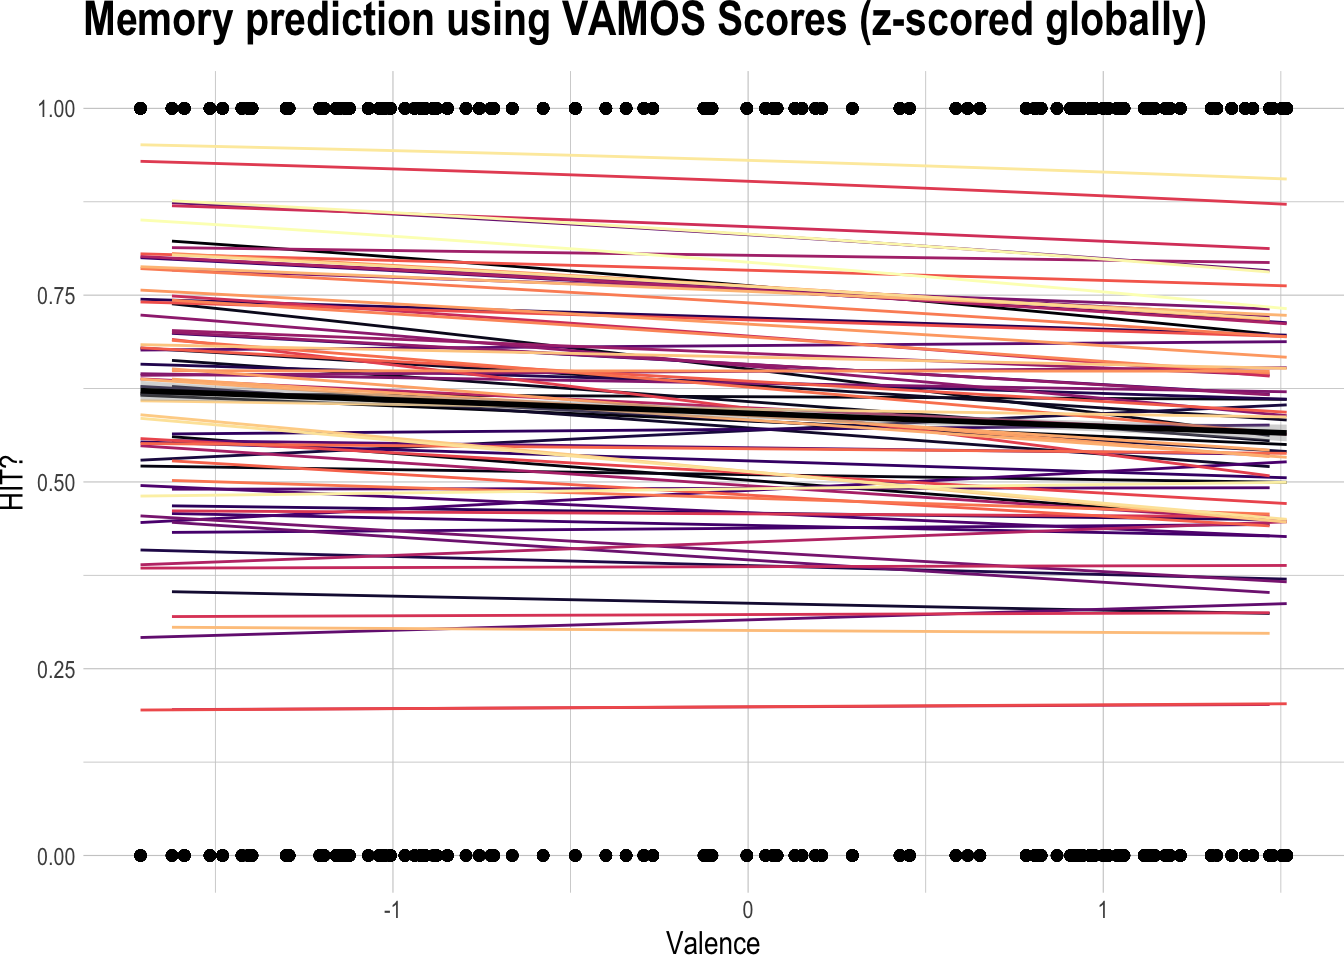 Memory prediction using VAMOS Scores (z-scored globally)
1.00
0.75
0.50
0.25
0.00
HIT?
-1 0 1
Valence